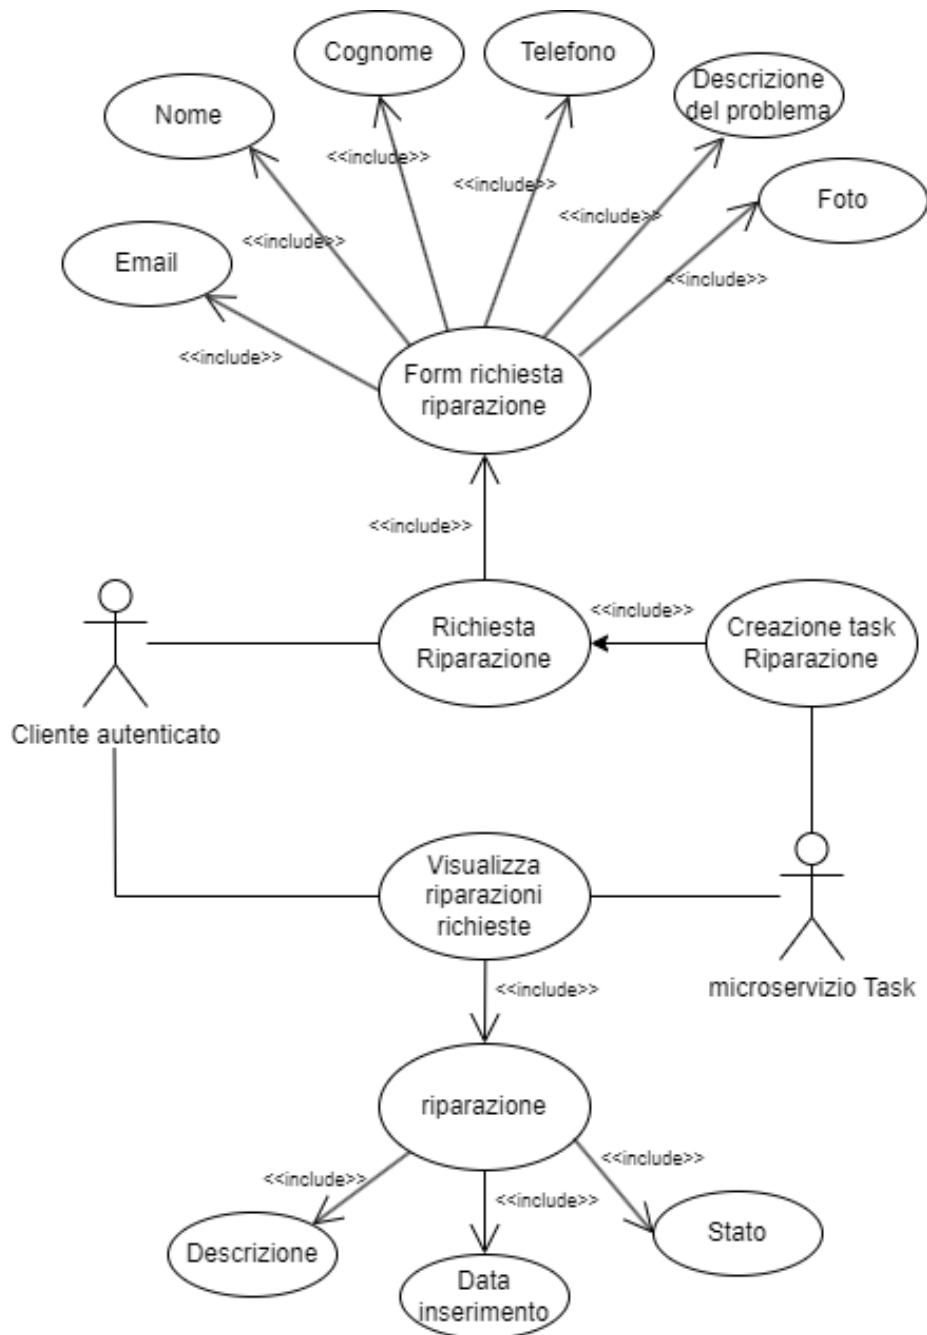 Cognome
Telefono
Descrizione
del problema
Nome
<<include>>
<<include>>
Foto
<<include>>
<<include>>
Email
<<include>>
<<include>>
Form richiesta
riparazione
<<include>>
Richiesta
Riparazione
<<include>>
Creazione task
Riparazione
Cliente autenticato
Visualizza
riparazioni
richieste
<<include>>
microservizio Task
riparazione
<<include>>
<<include>>
<<include>>
Descrizione
Data
inserimento
Stato